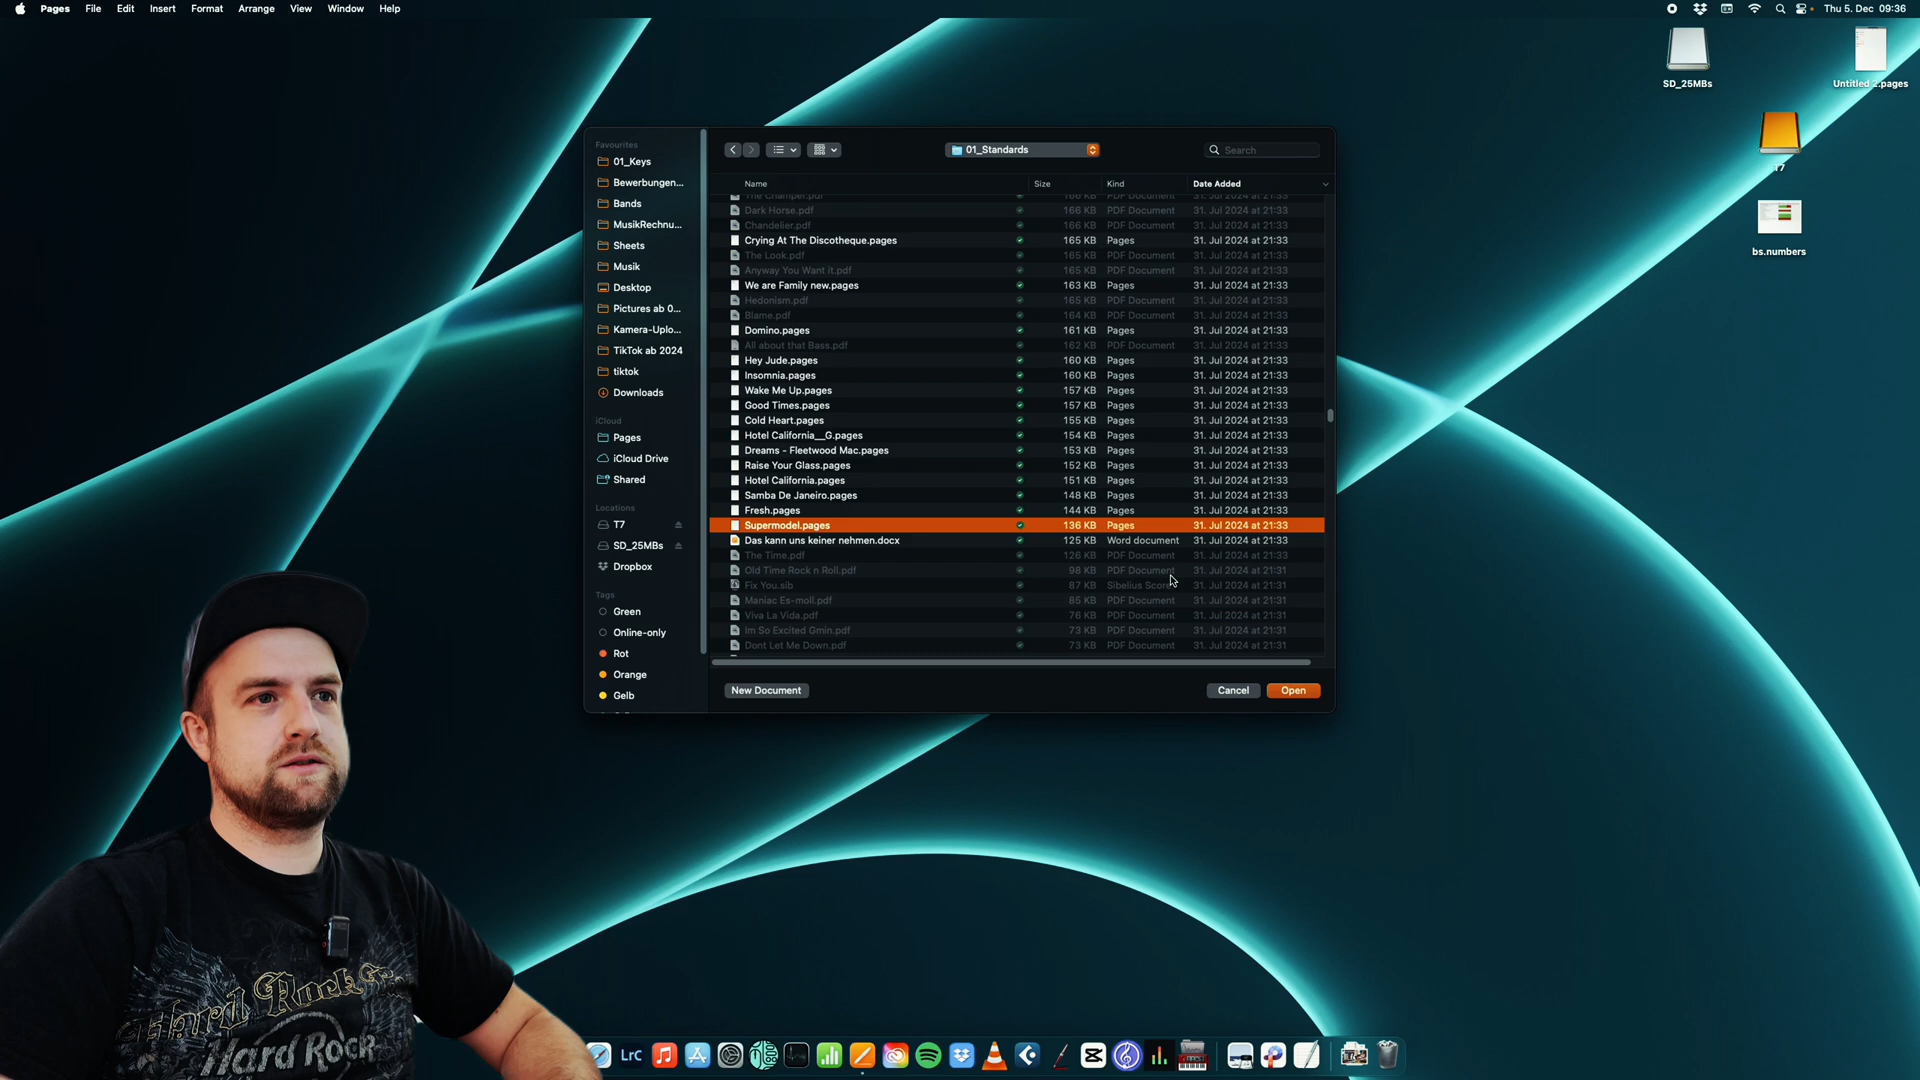 Pages File Edit Insert Format Arrange View Window Help
Thu 5. Dec 09:36
SD_25MBs
Untitled 2.pages
T7
bs.numbers
Favourites
01_Keys
Bewerbungen...
Bands
MusikRechnu...
Sheets
Musik
Desktop
Pictures ab 0...
Kamera-Uplo...
TikTok ab 2024
tiktok
Downloads
iCloud
Pages
iCloud Drive
Shared
Locations
T7
SD_25MBs
Dropbox
Tags
Green
Online-only
Rot
Orange
Gelb
01_Standards
Search
Name Size Kind Date Added
The Champer.pdf 166 KB PDF Document 31. Jul 2024 at 21:33
Dark Horse.pdf 166 KB PDF Document 31. Jul 2024 at 21:33
Chandelier.pdf 166 KB PDF Document 31. Jul 2024 at 21:33
Crying At The Discotheque.pages 165 KB Pages 31. Jul 2024 at 21:33
The Look.pdf 165 KB PDF Document 31. Jul 2024 at 21:33
Anyway You Want it.pdf 165 KB PDF Document 31. Jul 2024 at 21:33
We are Family new.pages 163 KB Pages 31. Jul 2024 at 21:33
Hedonism.pdf 165 KB PDF Document 31. Jul 2024 at 21:33
Blame.pdf 164 KB PDF Document 31. Jul 2024 at 21:33
Domino.pages 161 KB Pages 31. Jul 2024 at 21:33
All about that Bass.pdf 162 KB PDF Document 31. Jul 2024 at 21:33
Hey Jude.pages 160 KB Pages 31. Jul 2024 at 21:33
Insomnia.pages 160 KB Pages 31. Jul 2024 at 21:33
Wake Me Up.pages 157 KB Pages 31. Jul 2024 at 21:33
Good Times.pages 157 KB Pages 31. Jul 2024 at 21:33
Cold Heart.pages 155 KB Pages 31. Jul 2024 at 21:33
Hotel California__G.pages 154 KB Pages 31. Jul 2024 at 21:33
Dreams - Fleetwood Mac.pages 153 KB Pages 31. Jul 2024 at 21:33
Raise Your Glass.pages 152 KB Pages 31. Jul 2024 at 21:33
Hotel California.pages 151 KB Pages 31. Jul 2024 at 21:33
Samba De Janeiro.pages 148 KB Pages 31. Jul 2024 at 21:33
Fresh.pages 144 KB Pages 31. Jul 2024 at 21:33
Supermodel.pages 136 KB Pages 31. Jul 2024 at 21:33
Das kann uns keiner nehmen.docx 125 KB Word document 31. Jul 2024 at 21:33
The Time.pdf 126 KB PDF Document 31. Jul 2024 at 21:33
Old Time Rock n Roll.pdf 98 KB PDF Document 31. Jul 2024 at 21:31
Fix You.sib 87 KB Sibelius Score 31. Jul 2024 at 21:31
Maniac Es-moll.pdf 85 KB PDF Document 31. Jul 2024 at 21:31
Viva La Vida.pdf 76 KB PDF Document 31. Jul 2024 at 21:31
Im So Excited Gmin.pdf 73 KB PDF Document 31. Jul 2024 at 21:31
Dont Let Me Down.pdf 73 KB PDF Document 31. Jul 2024 at 21:31
New Document
Cancel
Open
Hard Rock
Hard Rock
Lrc